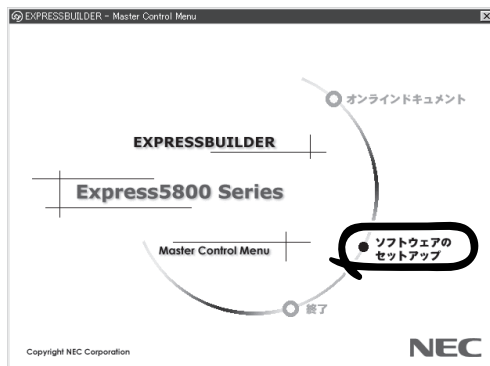 EXPRESSBUILDER - Master Control Menu
オンラインドキュメント
EXPRESSBUILDER
Express5800 Series
ソフトウェアの
セットアップ
Master Control Menu
終了
Copyright NEC Corporation
NEC